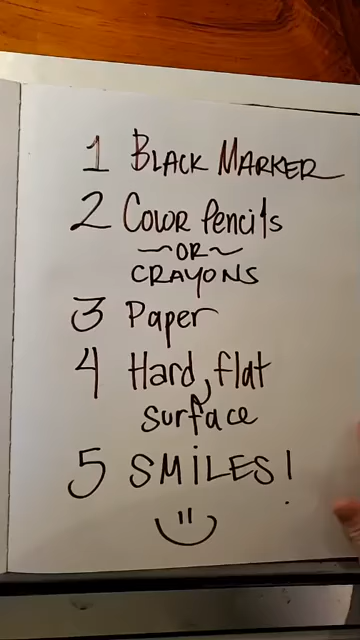 1 BLACK MARKER
2 Color Pencils
~OR~
CRAYONS
3 Paper
4 Hard, flat
surface
5 SMILES!